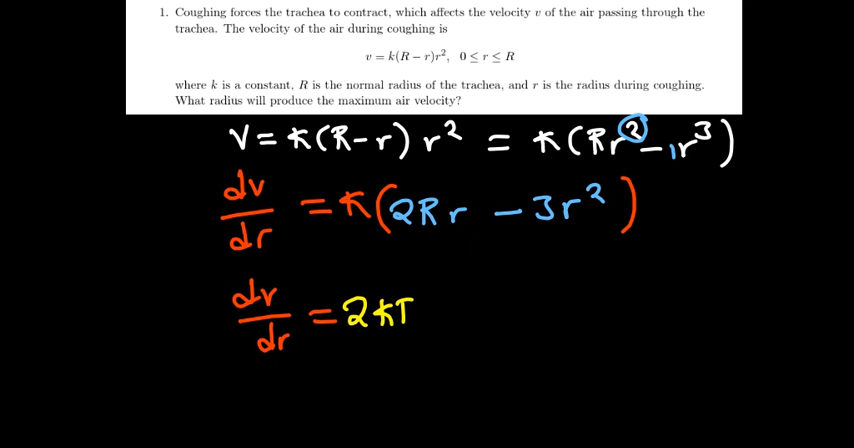 1. Coughing forces the trachea to contract, which affects the velocity v of the air passing through the
trachea. The velocity of the air during coughing is
v = k(R − r)r², 0 ≤ r ≤ R
where k is a constant, R is the normal radius of the trachea, and r is the radius during coughing.
What radius will produce the maximum air velocity?
V = k(R-r) r² = k(Rr² - 1r³)
dv/dr = k(2Rr - 3r²)
dv/dr = 2kT